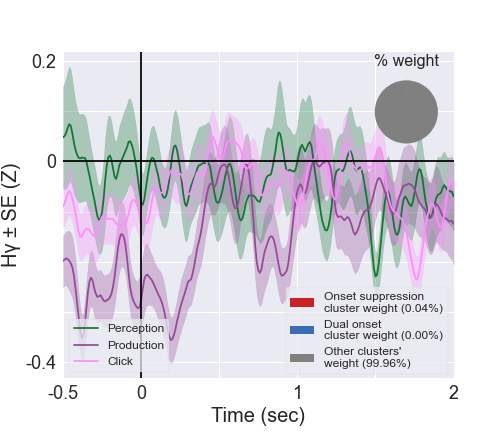 % weight
0.2
0
-0.4
Hγ ± SE (Z)
Perception
Production
Click
Onset suppression
cluster weight (0.04%)
Dual onset
cluster weight (0.00%)
Other clusters'
weight (99.96%)
-0.5
0
1
2
Time (sec)